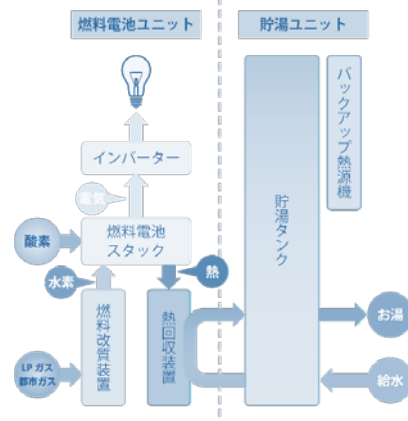 燃料電池ユニット
貯湯ユニット
バックアップ熱源機
インバーター
電気
貯湯タンク
酸素
燃料電池
スタック
水素
熱
燃料改質装置
熱回収装置
お湯
LP ガス
都市ガス
給水